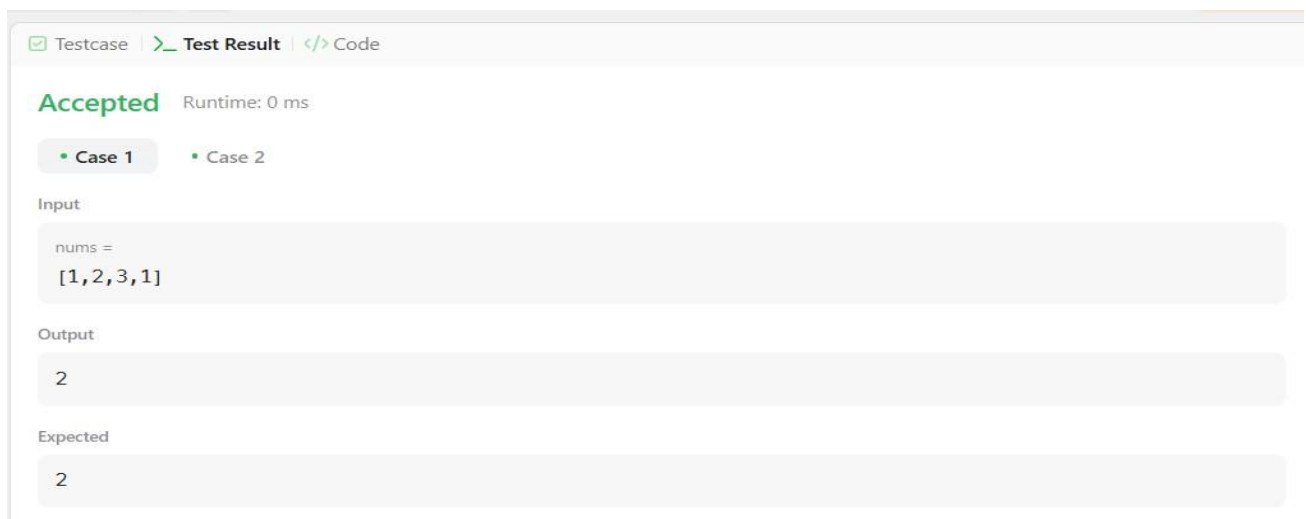 Testcase >_ Test Result </> Code
Accepted Runtime: 0 ms
• Case 1 • Case 2
Input
nums =
[1,2,3,1]
Output
2
Expected
2